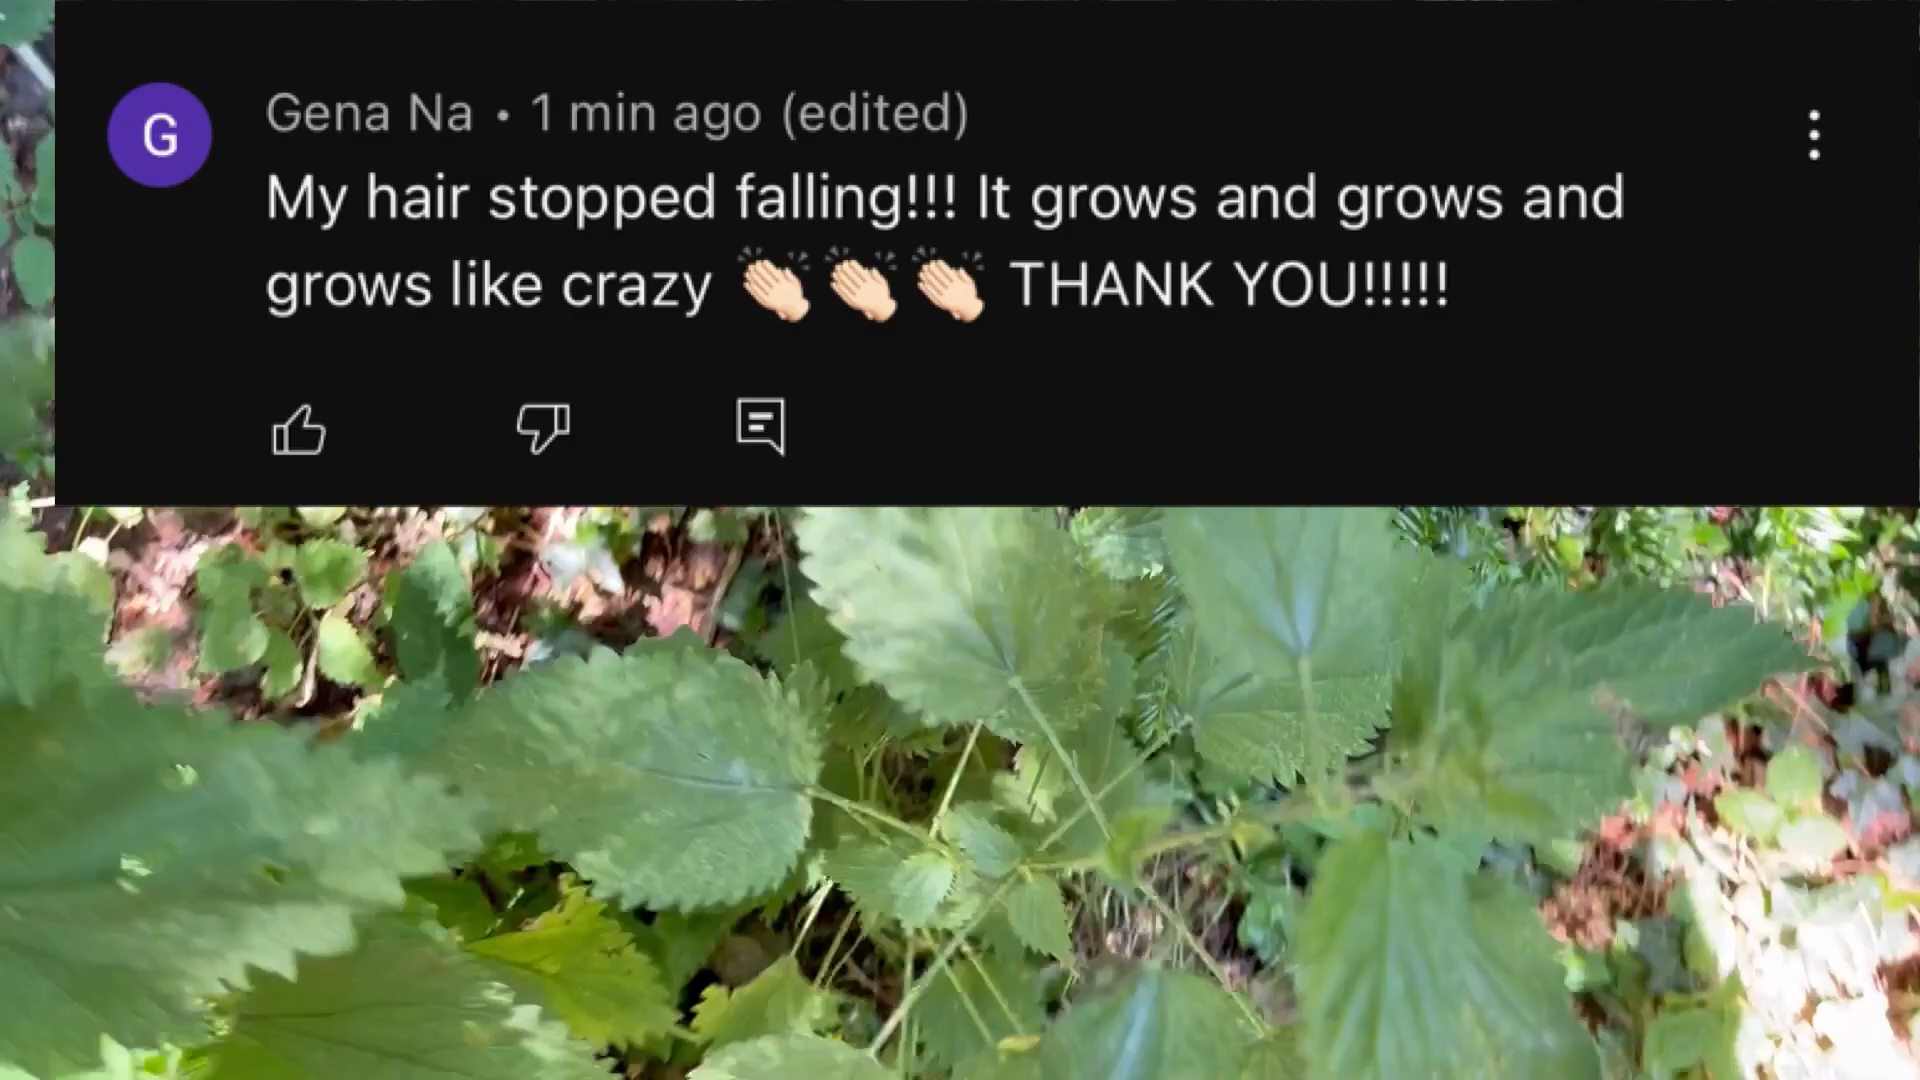 G
Gena Na • 1 min ago (edited)
My hair stopped falling!!! It grows and grows and
grows like crazy 👏🏻👏🏻👏🏻 THANK YOU!!!!!